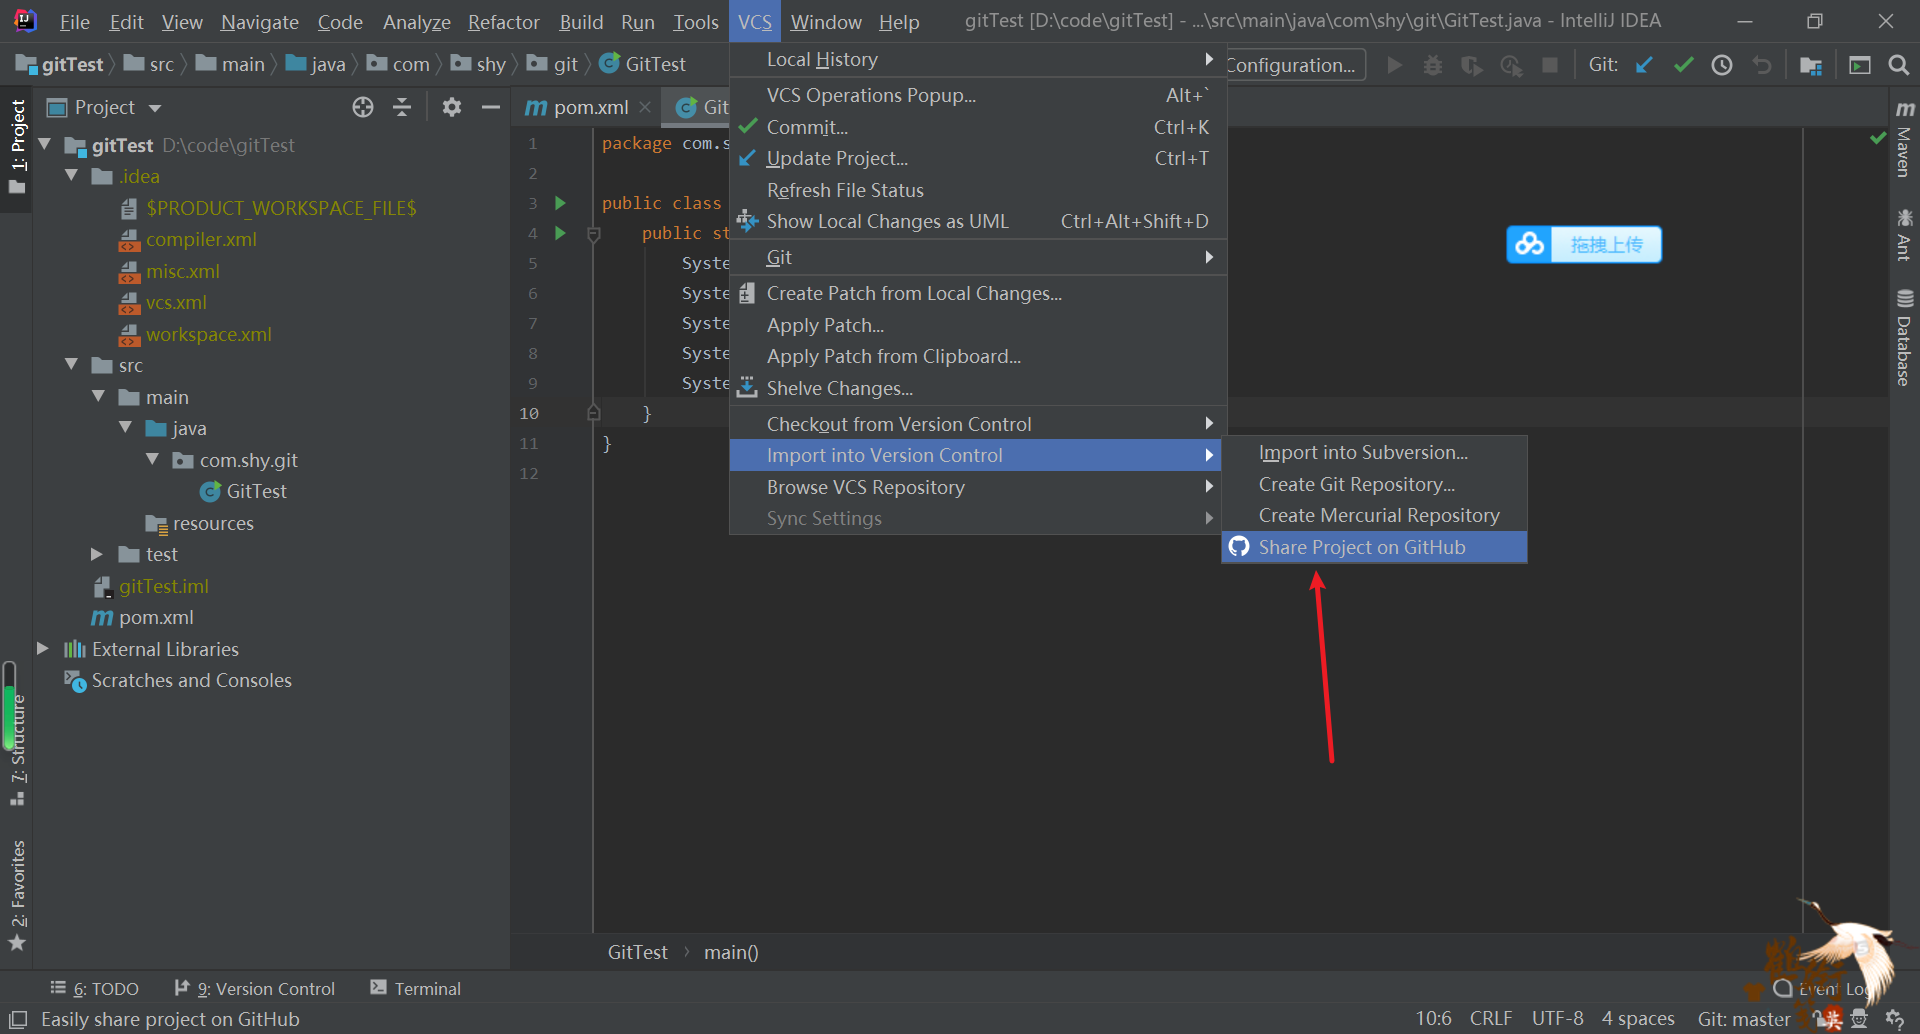 File Edit View Navigate Code Analyze Refactor Build Run Tools VCS Window Help gitTest [D:\code\gitTest] - ...\src\main\java\com\shy\git\GitTest.java - IntelliJ IDEA
gitTest src main java com shy git GitTest Configuration... Git:
Project
pom.xml
Git
1: Project
gitTest D:\code\gitTest
.idea
$PRODUCT_WORKSPACE_FILE$
compiler.xml
misc.xml
vcs.xml
workspace.xml
src
main
java
com.shy.git
GitTest
resources
test
gitTest.iml
pom.xml
External Libraries
Scratches and Consoles
7: Structure
2: Favorites
1 package com.s
2
3 public class
4 public st
5 Syste
6 Syste
7 Syste
8 Syste
9 Syste
10 }
11 }
12
Local History
VCS Operations Popup... Alt+`
Commit... Ctrl+K
Update Project... Ctrl+T
Refresh File Status
Show Local Changes as UML Ctrl+Alt+Shift+D
Git
Create Patch from Local Changes...
Apply Patch...
Apply Patch from Clipboard...
Shelve Changes...
Checkout from Version Control
Import into Version Control
Browse VCS Repository
Sync Settings
Import into Subversion...
Create Git Repository...
Create Mercurial Repository
Share Project on GitHub
拖拽上传
Maven
Ant
Database
GitTest main()
6: TODO 9: Version Control Terminal Event Log
Easily share project on GitHub 10:6 CRLF UTF-8 4 spaces Git: master 英